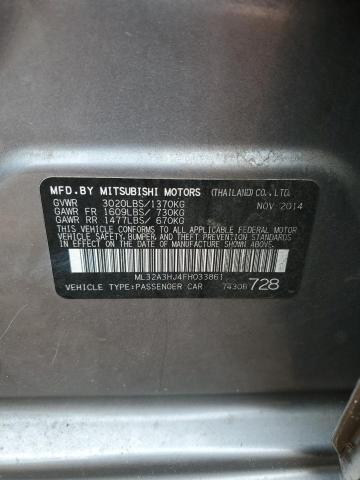 MFD.BY MITSUBISHI MOTORS (THAILAND)CO.,LTD.
GVWR 3020LBS/1370KG NOV 2014
GAWR FR 1609LBS/ 730KG
GAWR RR 1477LBS/ 670KG
THIS VEHICLE CONFORMS TO ALL APPLICABLE
FEDERAL MOTOR VEHICLE SAFETY, BUMPER, AND
THEFT PREVENTION STANDARDS IN EFFECT ON
THE DATE OF MANUFACTURE SHOWN ABOVE.
ML32A3HJ4FH033861
VEHICLE TYPE:PASSENGER CAR 7430B 728